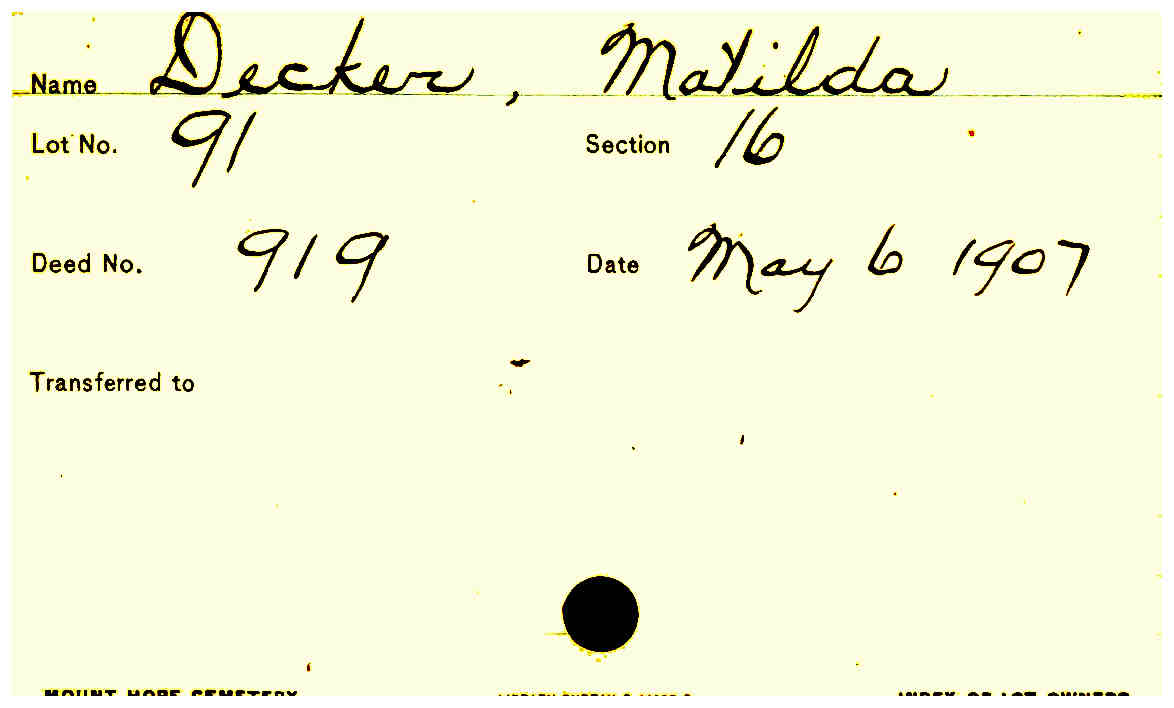 Name Decker, Matilda
Lot No. 91 Section 16
Deed No. 919 Date May 6 1907
Transferred to
MOUNT HOPE CEMETERY INDEX OF LOT OWNERS